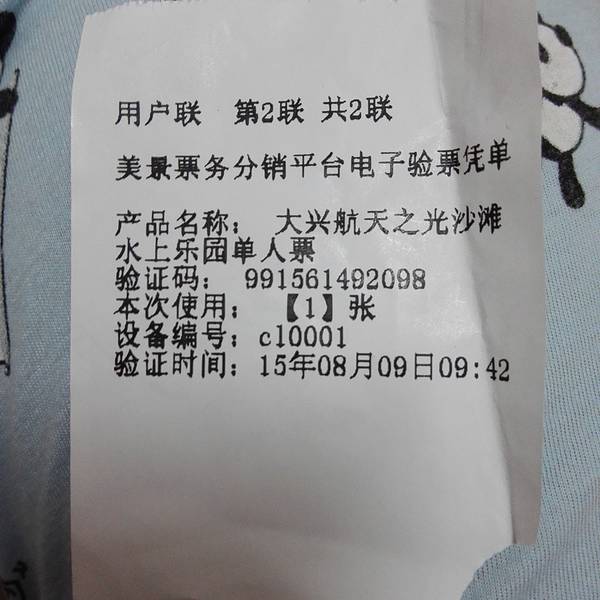 用户联 第2联 共2联
美景票务分销平台电子验票凭单
产品名称： 大兴航天之光沙滩
水上乐园单人票
验证码： 991561492098
本次使用： 【1】张
设备编号：c10001
验证时间：15年08月09日09:42